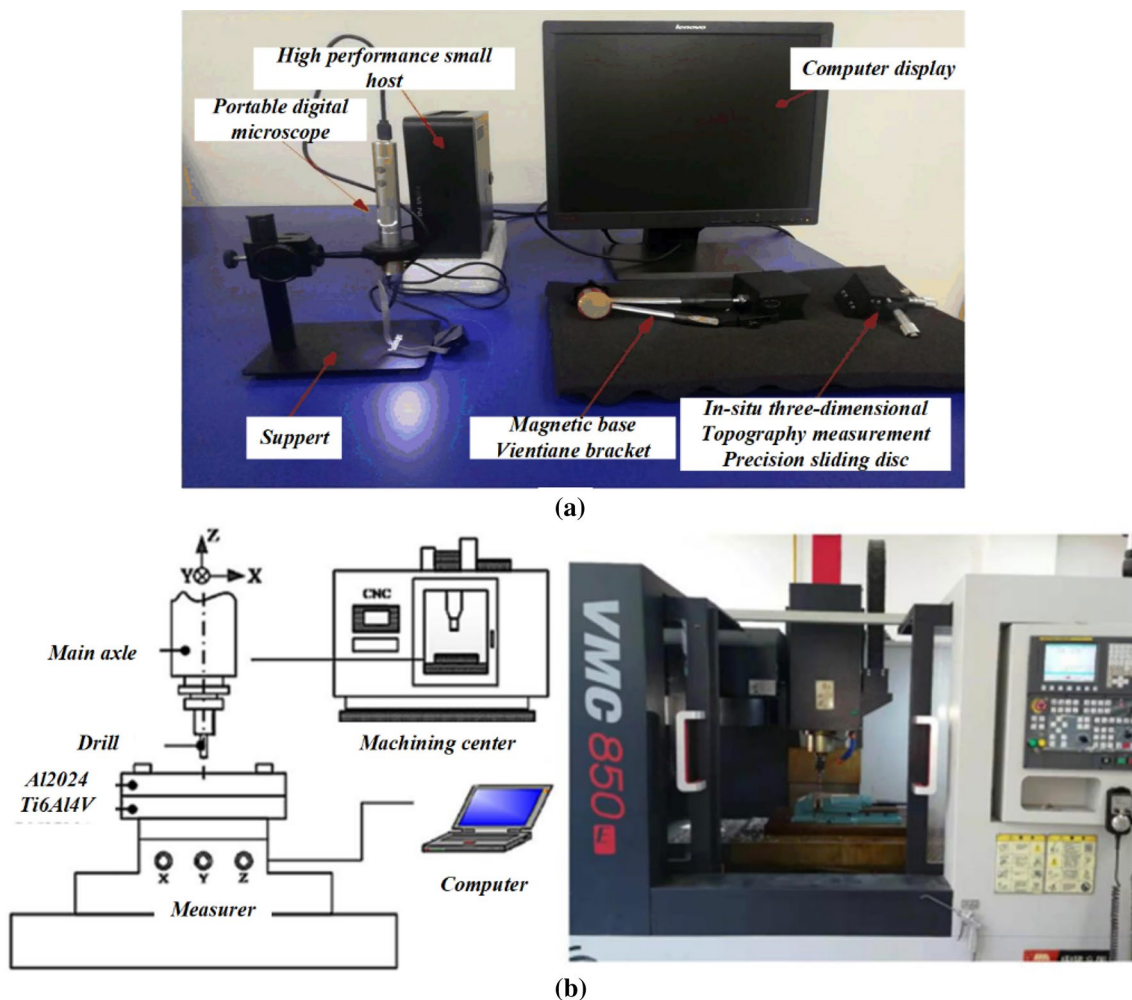 lenovo
High performance small
host
Computer display
Portable digital
microscope
Suppert
Magnetic base
Vientiane bracket
In-situ three-dimensional
Topography measurement
Precision sliding disc
(a)
Z
Y X
CNC
Main axle
Drill
Machining center
Al2024
Ti6Al4V
X Y Z
Measurer
Computer
VMC 850
(b)